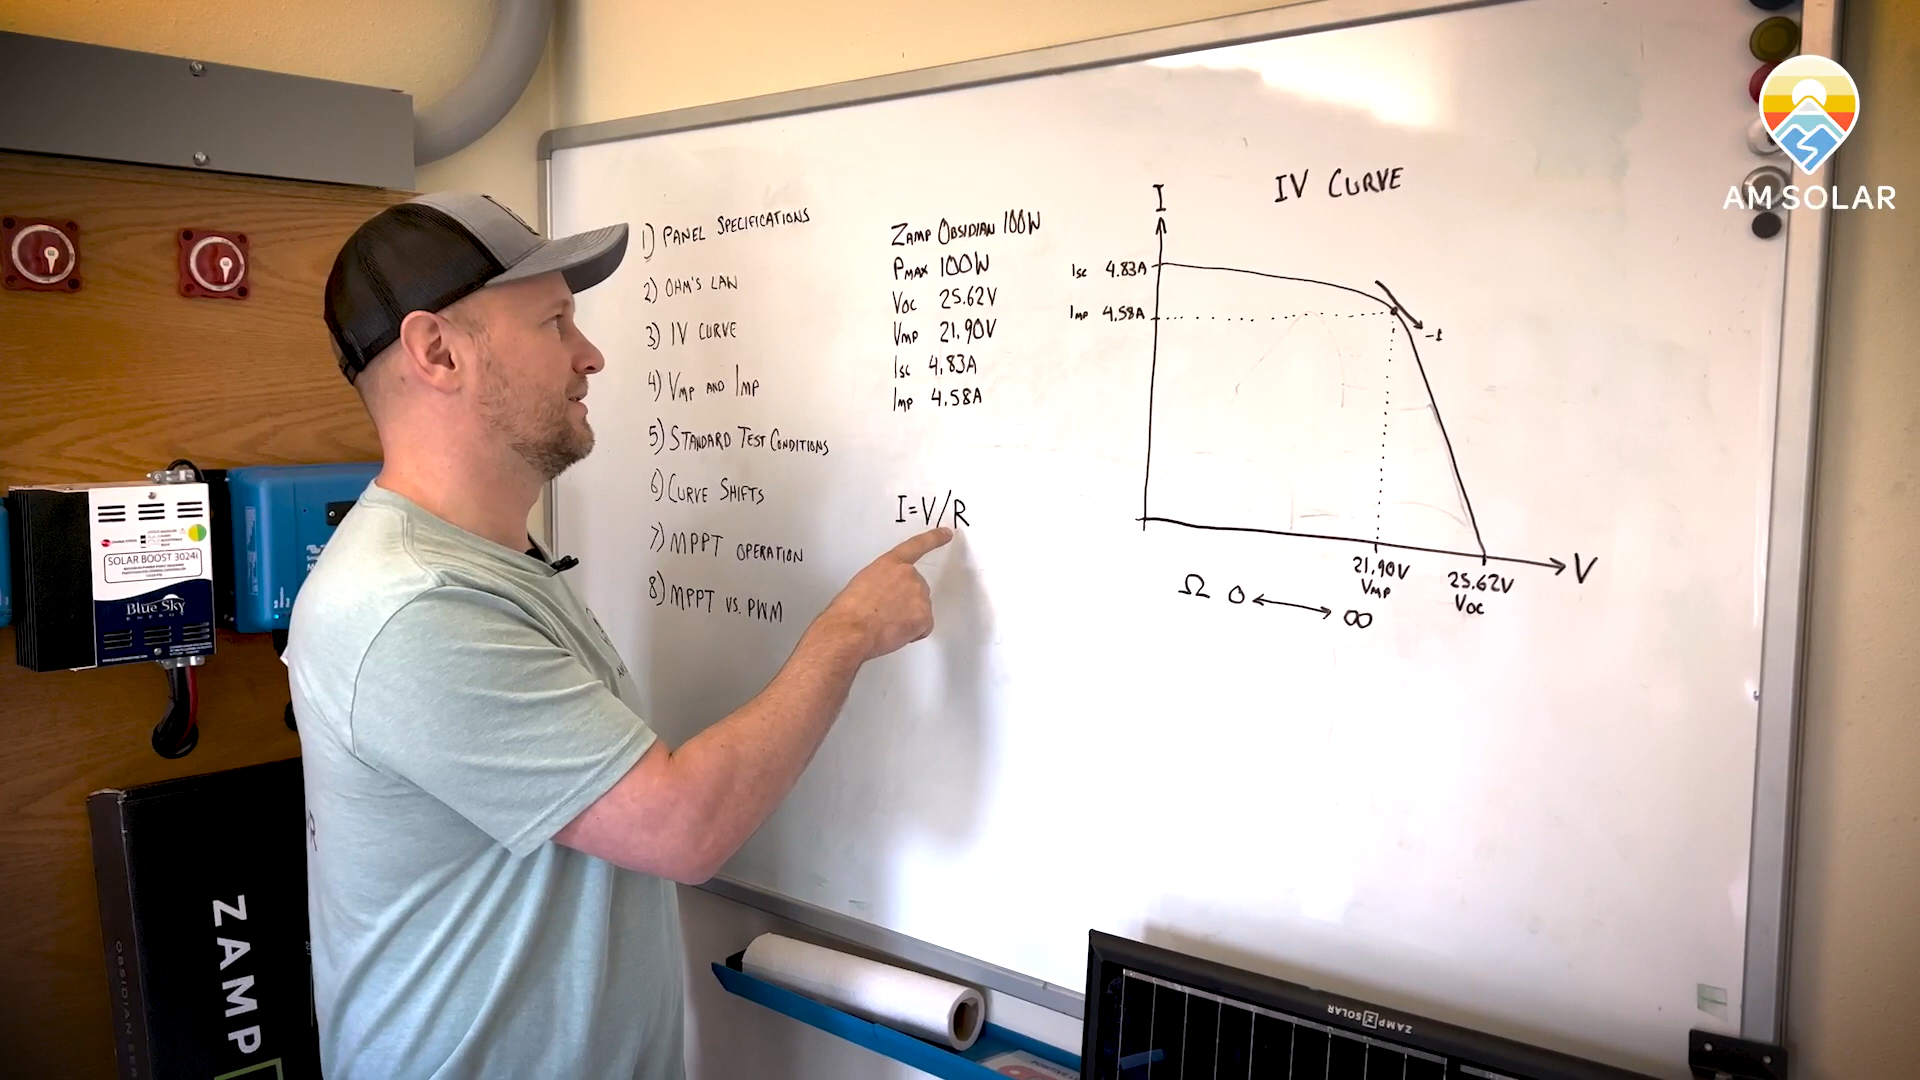 1) PANEL SPECIFICATIONS
2) OHM'S LAW
3) IV CURVE
4) VMP AND IMP
5) STANDARD TEST CONDITIONS
6) CURVE SHIFTS
7) MPPT OPERATION
8) MPPT VS. PWM
ZAMP OBSIDIAN 100W
PMAX 100W
VOC 25.62V
VMP 21.90V
ISC 4.83A
IMP 4.58A
I=V/R
IV CURVE
I
ISC 4.83A
IMP 4.58A
-1
21.90V
VMP
25.62V
VOC
V
Ω 0 ⟷ ∞
AM SOLAR
SOLAR BOOST 3024i
Blue Sky
ENERGY
ZAMP
OBSIDIAN
ZAMP SOLAR